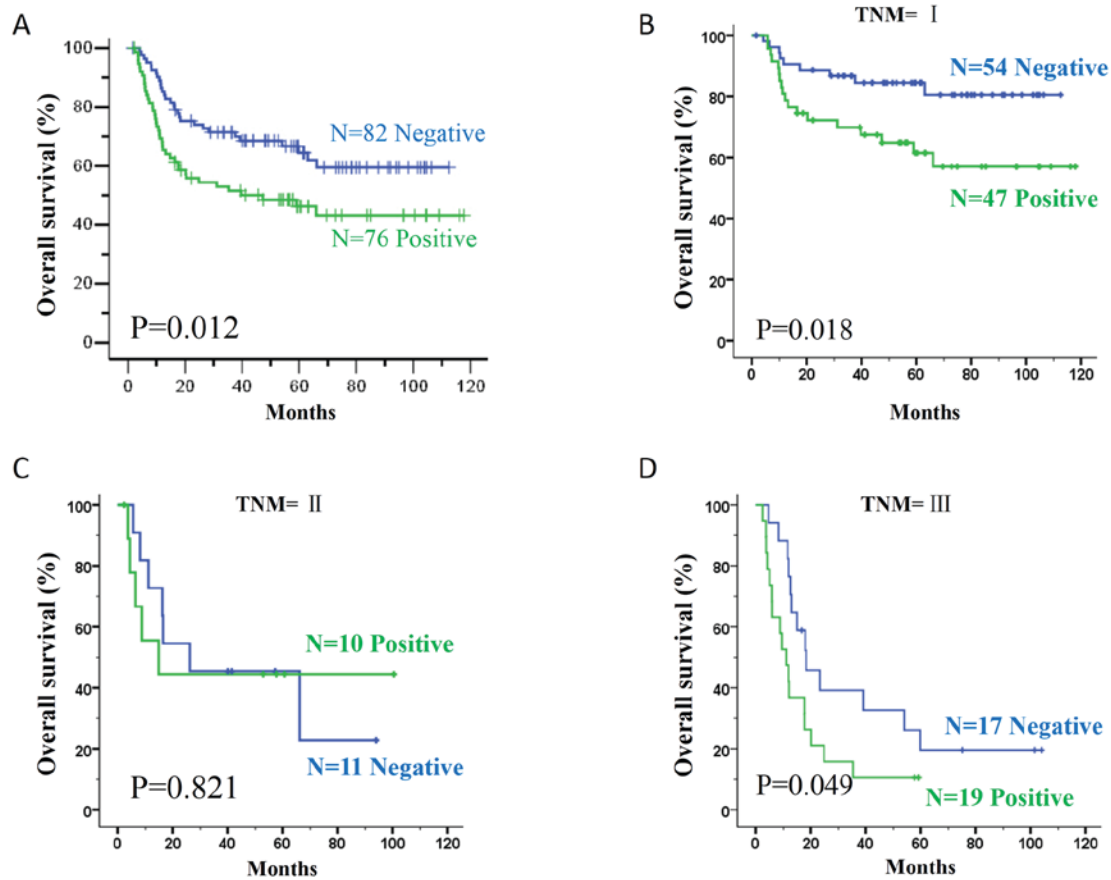 A
Overall survival (%)
100
80
60
40
20
0
N=82 Negative
N=76 Positive
P=0.012
0 20 40 60 80 100 120
Months
B
TNM= Ⅰ
Overall survival (%)
100
80
60
40
20
0
N=54 Negative
N=47 Positive
P=0.018
0 20 40 60 80 100 120
Months
C
TNM= Ⅱ
Overall survival (%)
100
80
60
40
20
0
N=10 Positive
N=11 Negative
P=0.821
0 20 40 60 80 100 120
Months
D
TNM= Ⅲ
Overall survival (%)
100
80
60
40
20
0
N=17 Negative
N=19 Positive
P=0.049
0 20 40 60 80 100 120
Months